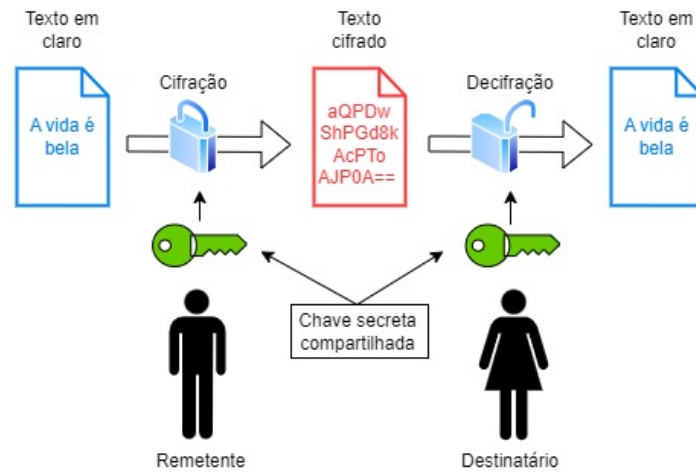 Texto em
claro
Texto
cifrado
Texto em
claro
Cifração
Decifração
A vida é
bela
aQPDw
ShPGd8k
AcPTo
AJP0A==
A vida é
bela
Chave secreta
compartilhada
Remetente
Destinatário